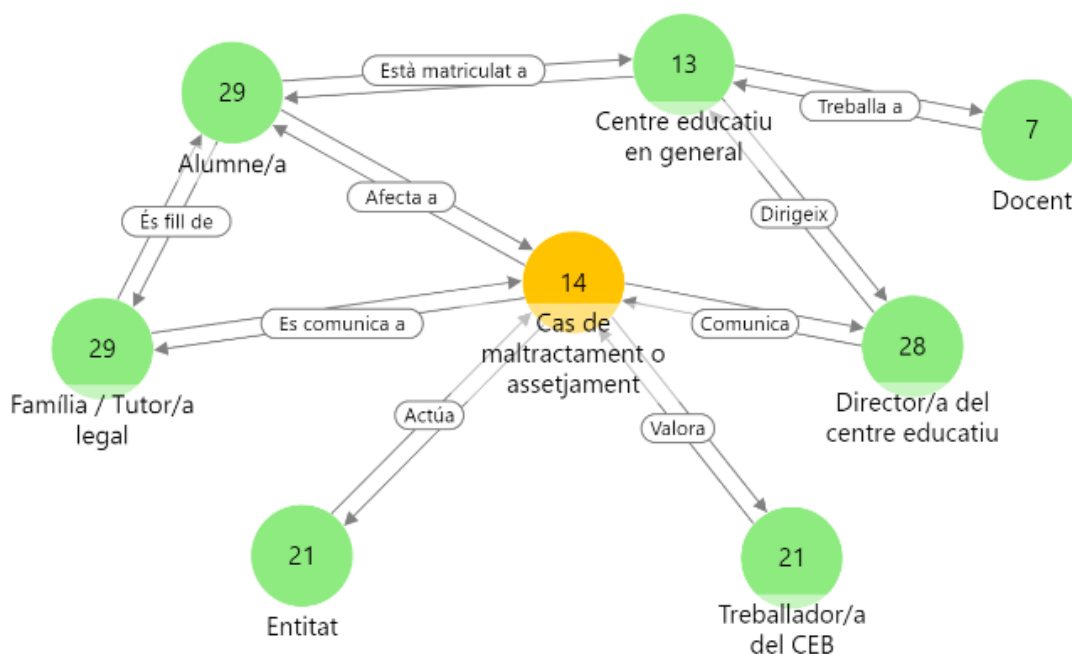 Està matriculat a
13
29
Treballa a
7
Centre educatiu
en general
Alumne/a
Afecta a
Docent
És fill de
Dirigeix
14
Es comunica a
Cas de
maltractament o
assetjament
Comunica
29
28
Família / Tutor/a
legal
Director/a del
centre educatiu
Actúa
Valora
21
21
Entitat
Treballador/a
del CEB